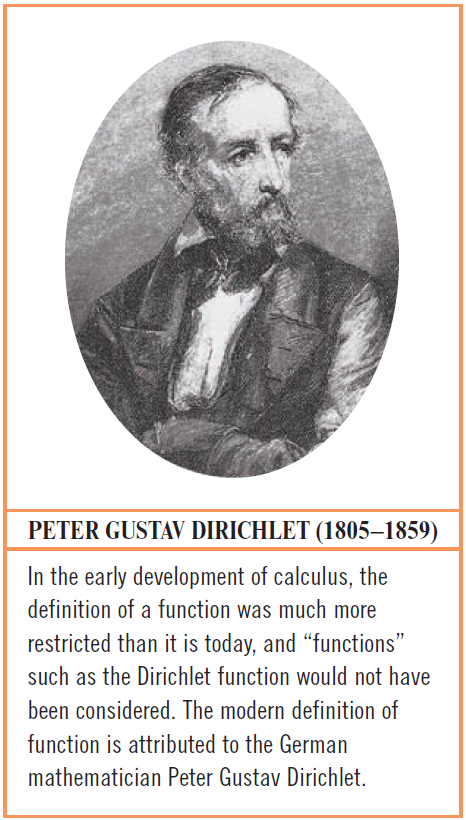 PETER GUSTAV DIRICHLET (1805–1859)
In the early development of calculus, the
definition of a function was much more
restricted than it is today, and “functions”
such as the Dirichlet function would not have
been considered. The modern definition of
function is attributed to the German
mathematician Peter Gustav Dirichlet.